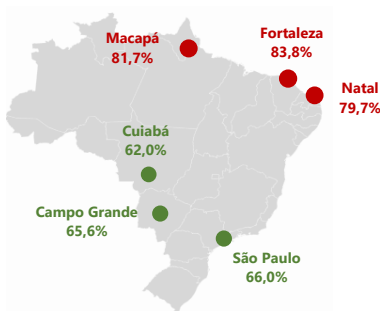 Macapá
81,7%
Fortaleza
83,8%
Natal
79,7%
Cuiabá
62,0%
Campo Grande
65,6%
São Paulo
66,0%